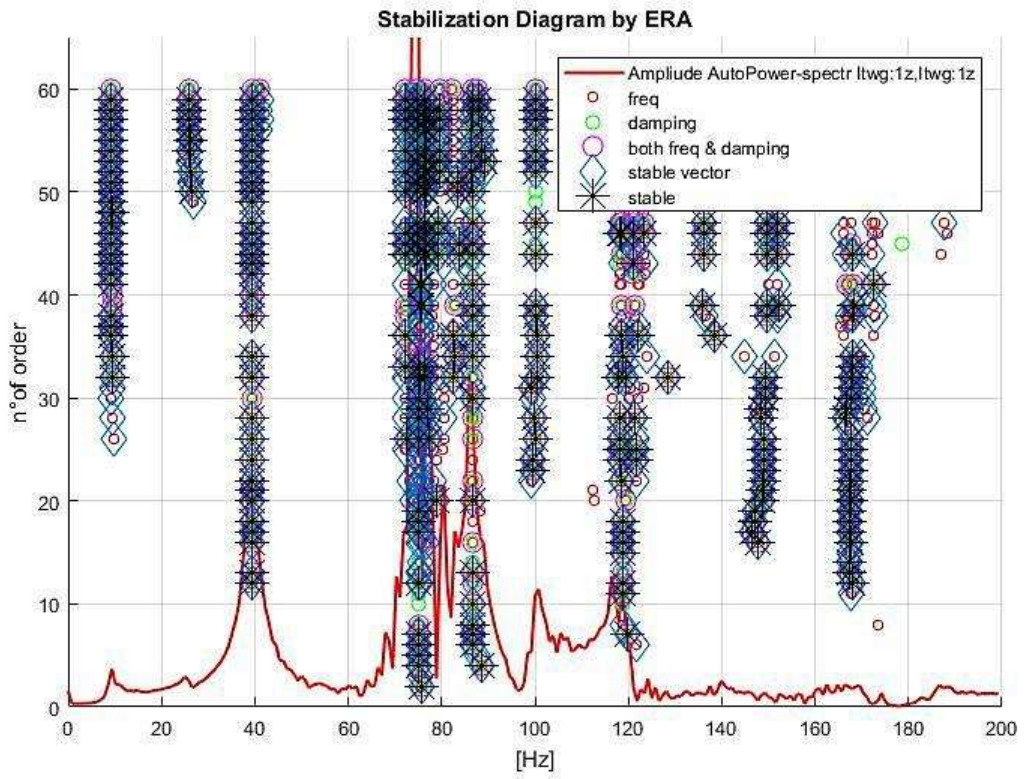 Stabilization Diagram by ERA
Ampliude AutoPower-spectr ltwg:1z,ltwg:1z
freq
damping
both freq & damping
stable vector
stable
n°of order
60
50
40
30
20
10
0
0 20 40 60 80 100 120 140 160 180 200
[Hz]